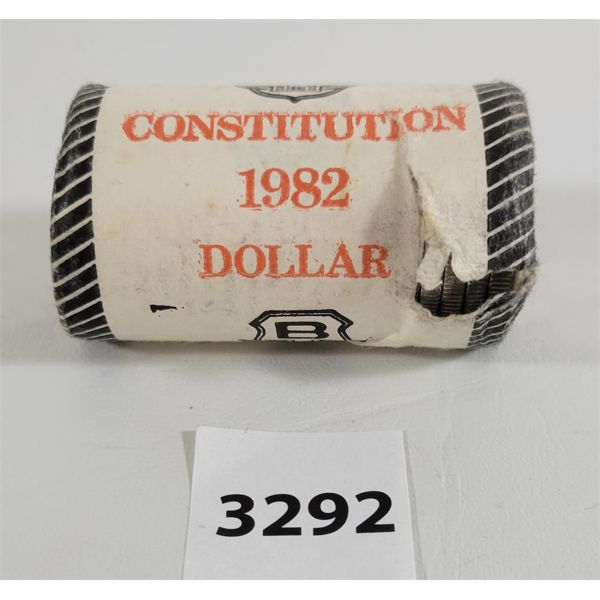 CONSTITUTION
1982
DOLLAR
B
3292